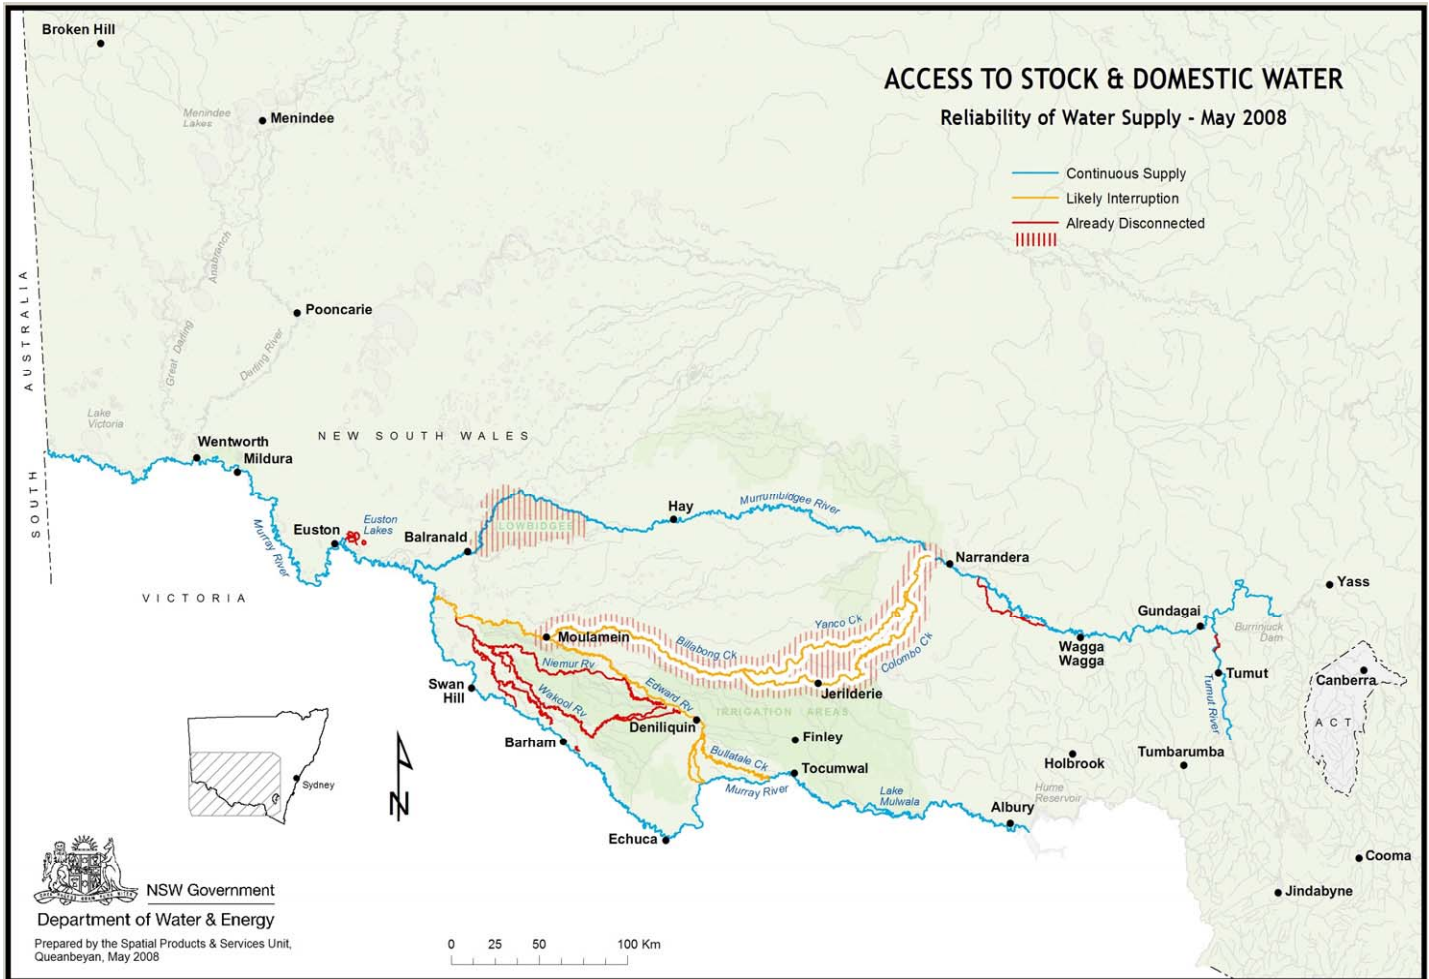 Broken Hill
ACCESS TO STOCK & DOMESTIC WATER
Reliability of Water Supply - May 2008
Menindee
Lakes
Menindee
Continuous Supply
Likely Interruption
Already Disconnected
SOUTH AUSTRALIA
Great Darling Anabranch
Pooncarie
Darling River
Lake
Victoria
NEW SOUTH WALES
Wentworth
Mildura
Murray River
Euston
Euston
Lakes
Balranald
LOWBIDGEE
Hay
Murrumbidgee River
Narrandera
VICTORIA
Yass
Gundagai
Burrinjuck
Dam
Wagga
Wagga
Yanco Ck
Colombo Ck
Billabong Ck
Moulamein
Niemur Rv
Edward Rv
Wakool Rv
Swan
Hill
Jerilderie
Tumut
Tumut River
Canberra
ACT
IRRIGATION AREAS
Deniliquin
Finley
Barham
Bullatale Ck
Tocumwal
Murray River
Holbrook
Tumbarumba
Sydney
Lake
Mulwala
Hume
Reservoir
Albury
N
Echuca
Cooma
Jindabyne
NSW Government
Department of Water & Energy
Prepared by the Spatial Products & Services Unit,
Queanbeyan, May 2008
0 25 50 100 Km